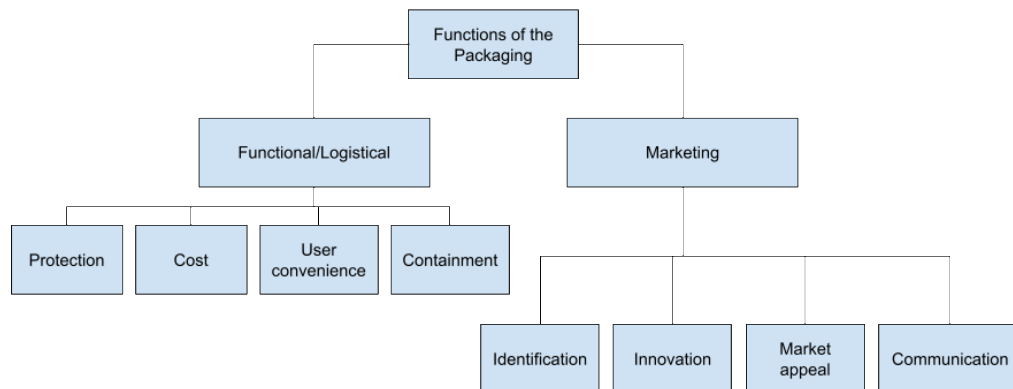 Functions of the
Packaging
Functional/Logistical
Marketing
Protection
Cost
User
convenience
Containment
Identification
Innovation
Market
appeal
Communication